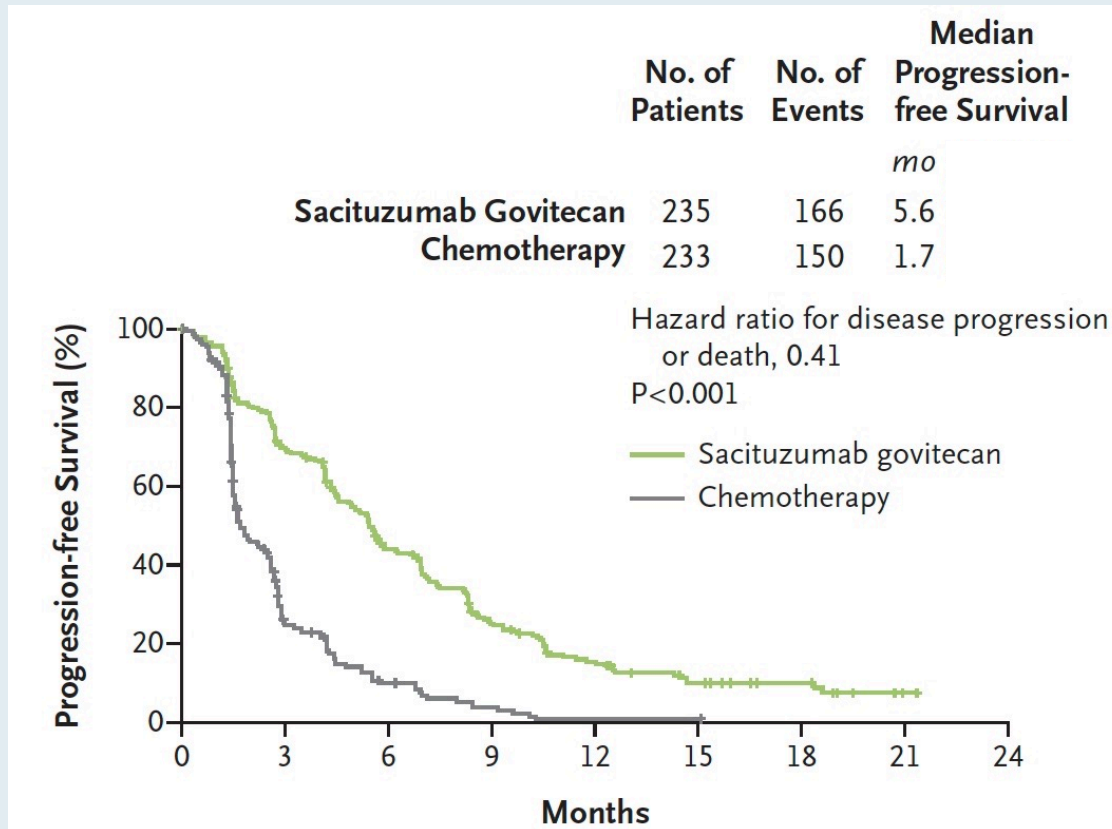 Median
No. of No. of Progression-
Patients Events free Survival
mo
Sacituzumab Govitecan 235 166 5.6
Chemotherapy 233 150 1.7
Hazard ratio for disease progression
or death, 0.41
P<0.001
Sacituzumab govitecan
Chemotherapy
Progression-free Survival (%)
100
80
60
40
20
0
0 3 6 9 12 15 18 21 24
Months